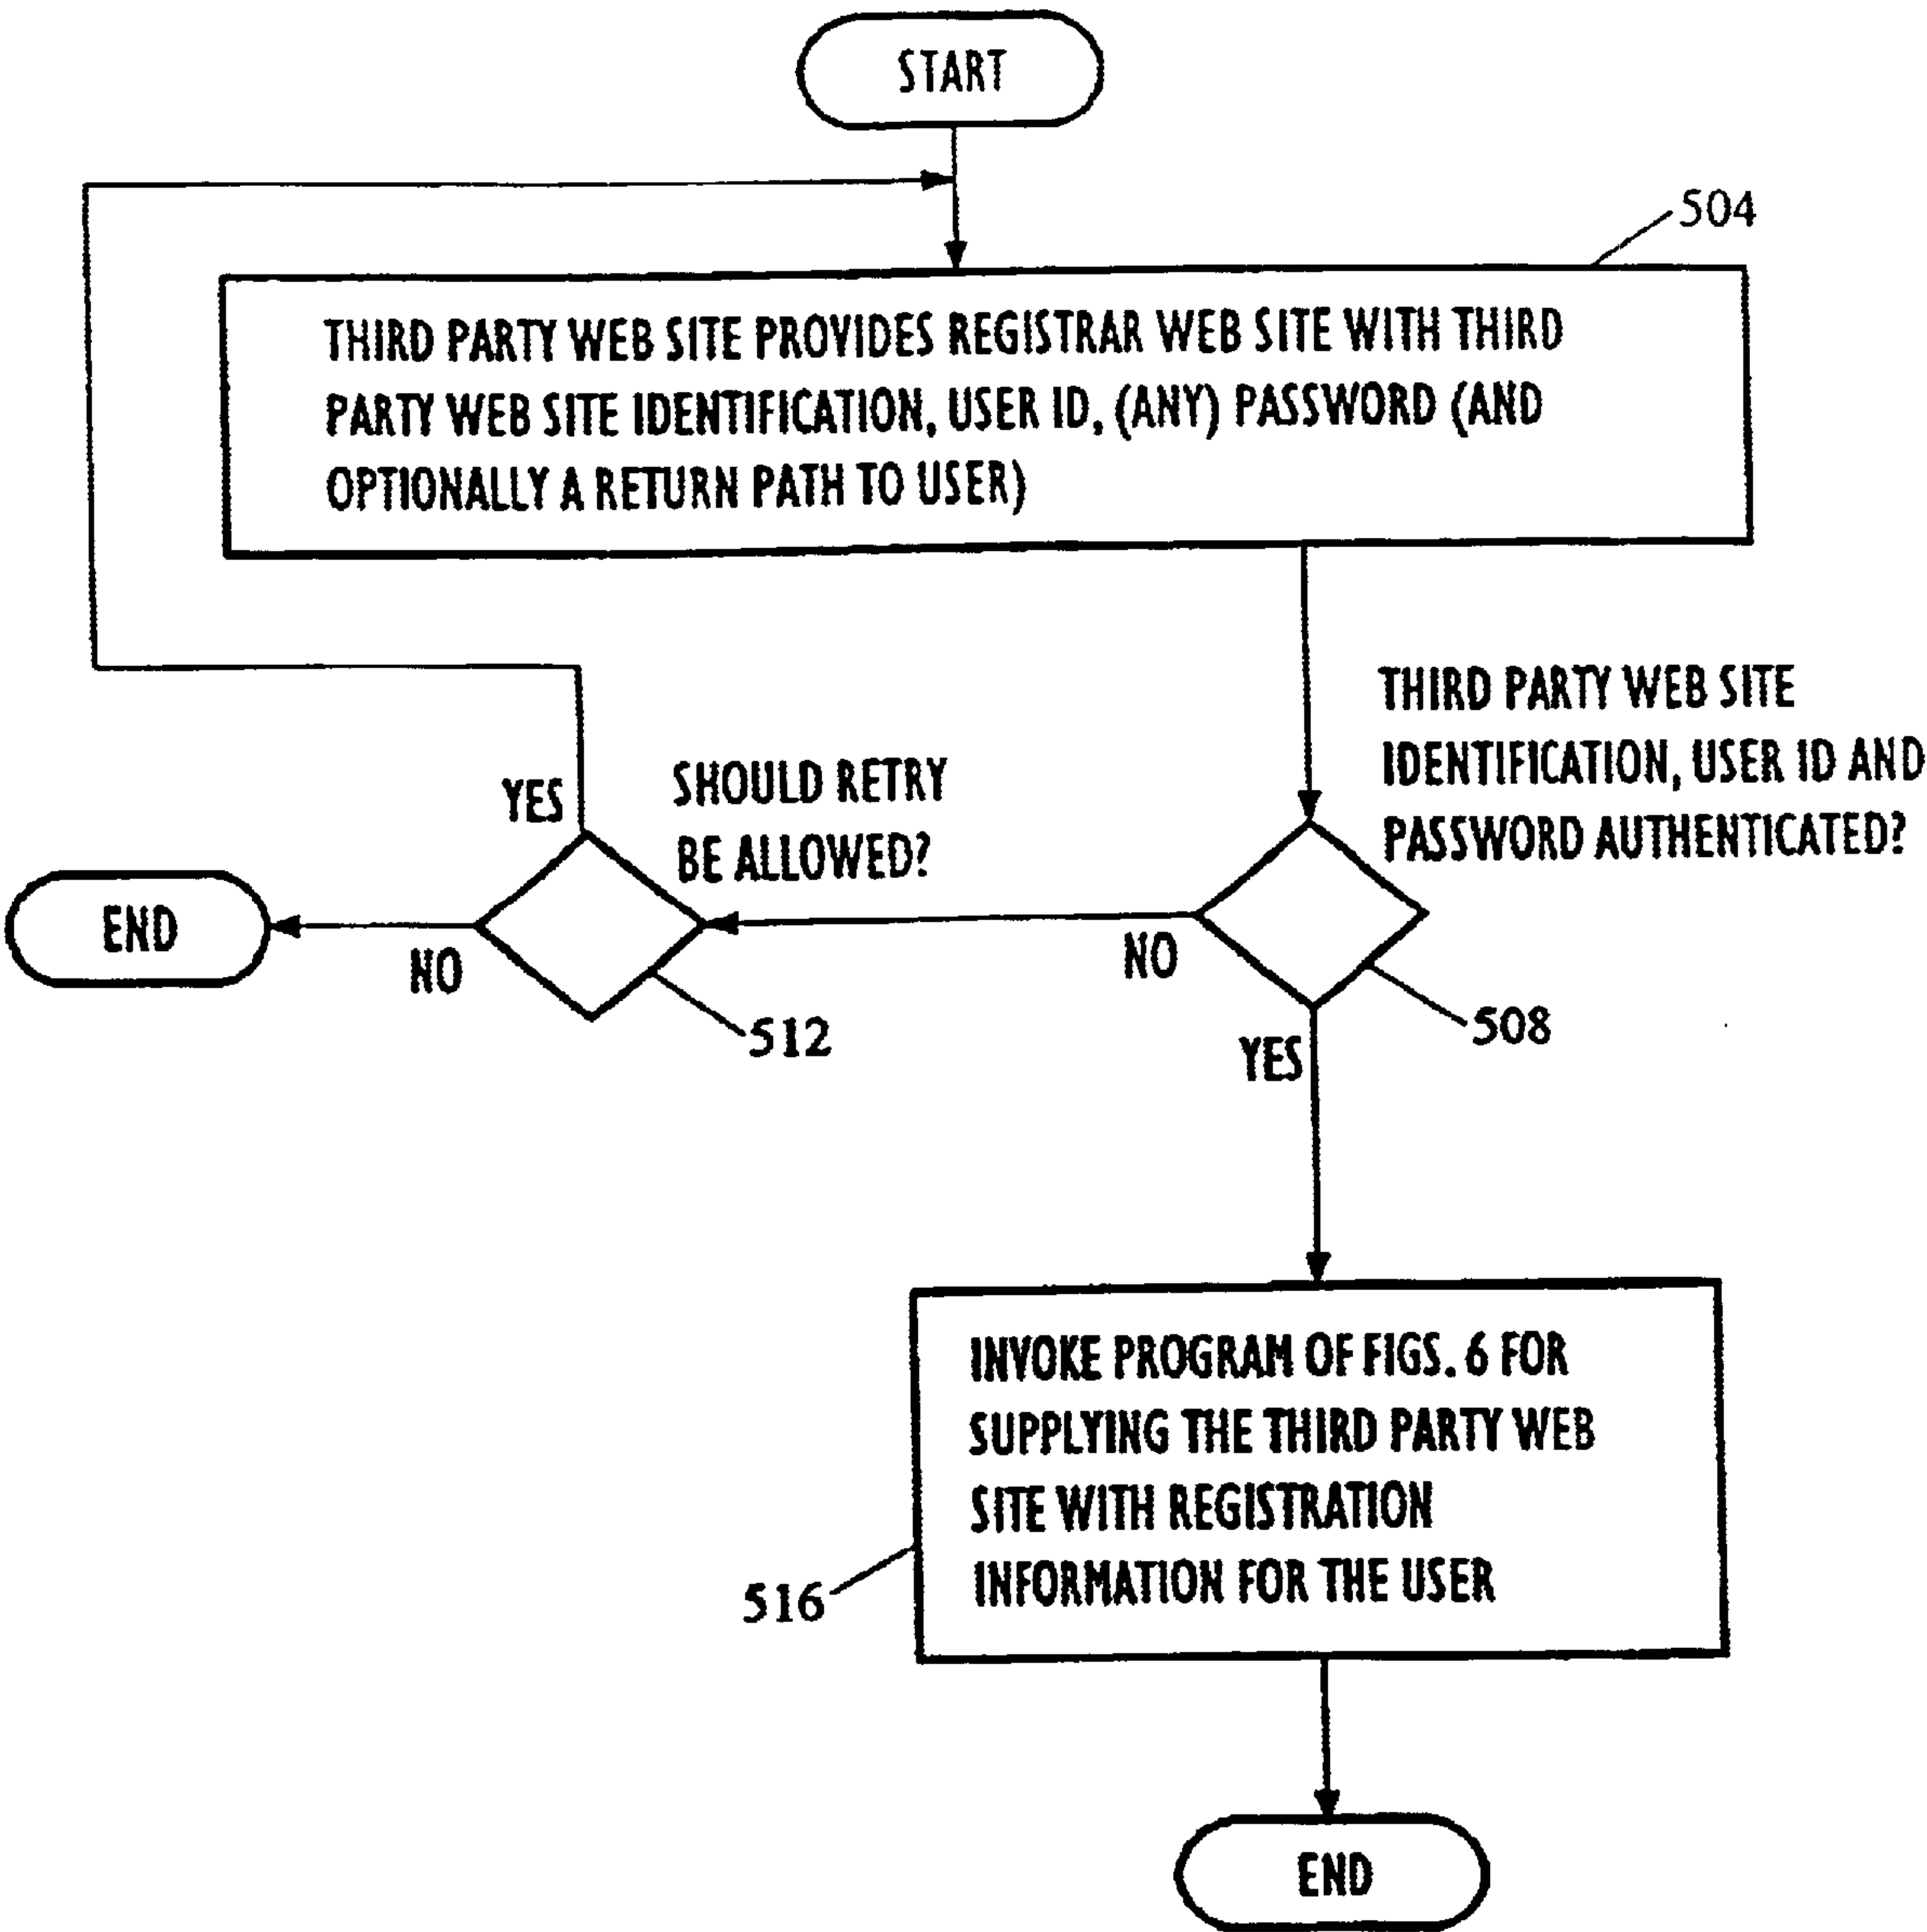 START
504
THIRD PARTY WEB SITE PROVIDES REGISTRAR WEB SITE WITH THIRD
PARTY WEB SITE IDENTIFICATION, USER ID, (ANY) PASSWORD (AND
OPTIONALLY A RETURN PATH TO USER)
THIRD PARTY WEB SITE
IDENTIFICATION, USER ID AND
PASSWORD AUTHENTICATED?
YES
SHOULD RETRY
BE ALLOWED?
END
NO
NO
512
508
YES
INVOKE PROGRAM OF FIGS. 6 FOR
SUPPLYING THE THIRD PARTY WEB
SITE WITH REGISTRATION
INFORMATION FOR THE USER
516
END